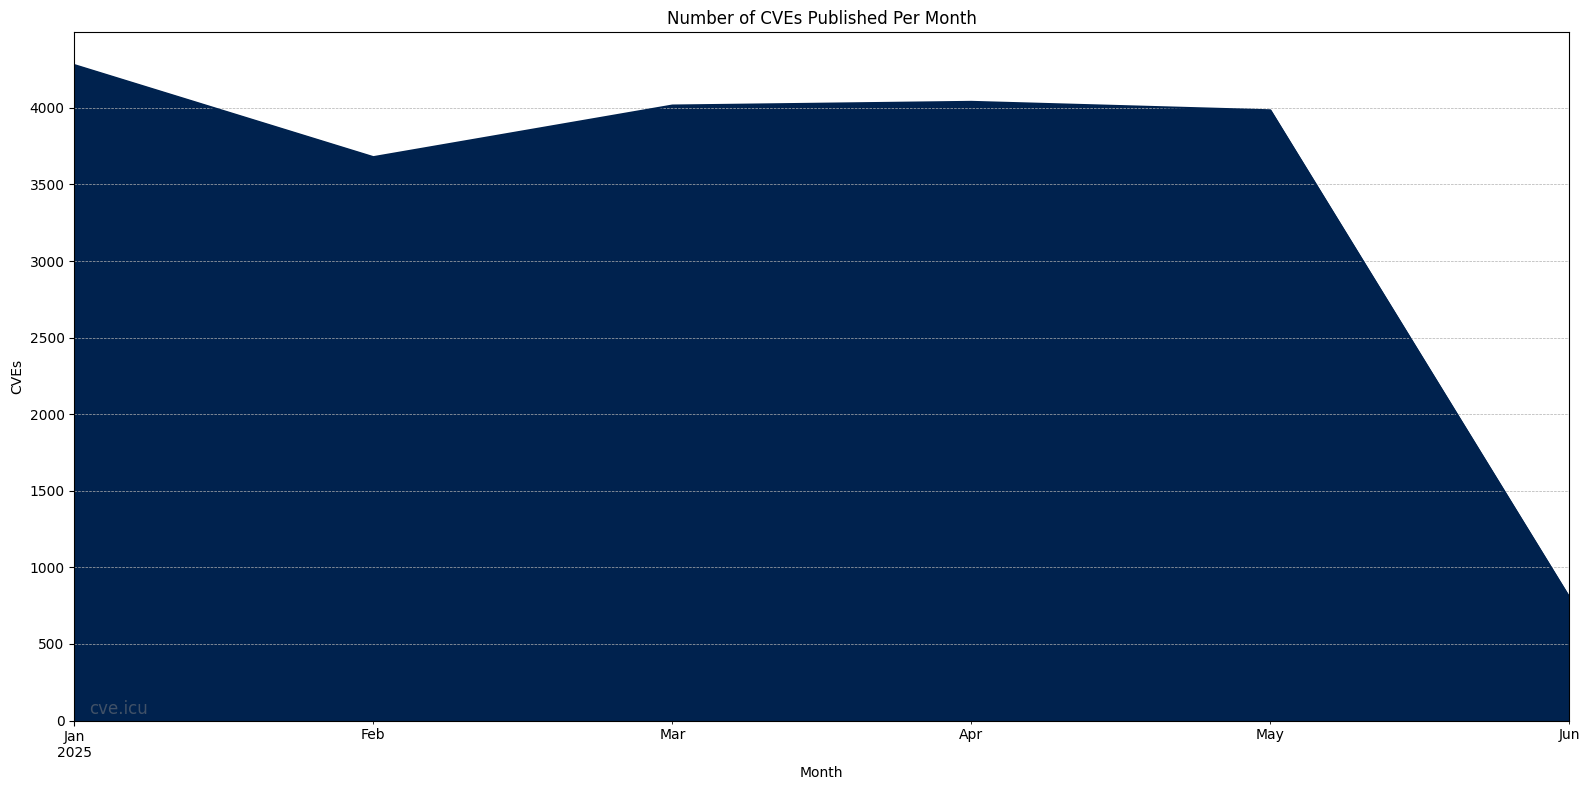 Number of CVEs Published Per Month
CVEs
4000
3500
3000
2500
2000
1500
1000
500
0
cve.icu
Jan Feb Mar Apr May Jun
2025
Month